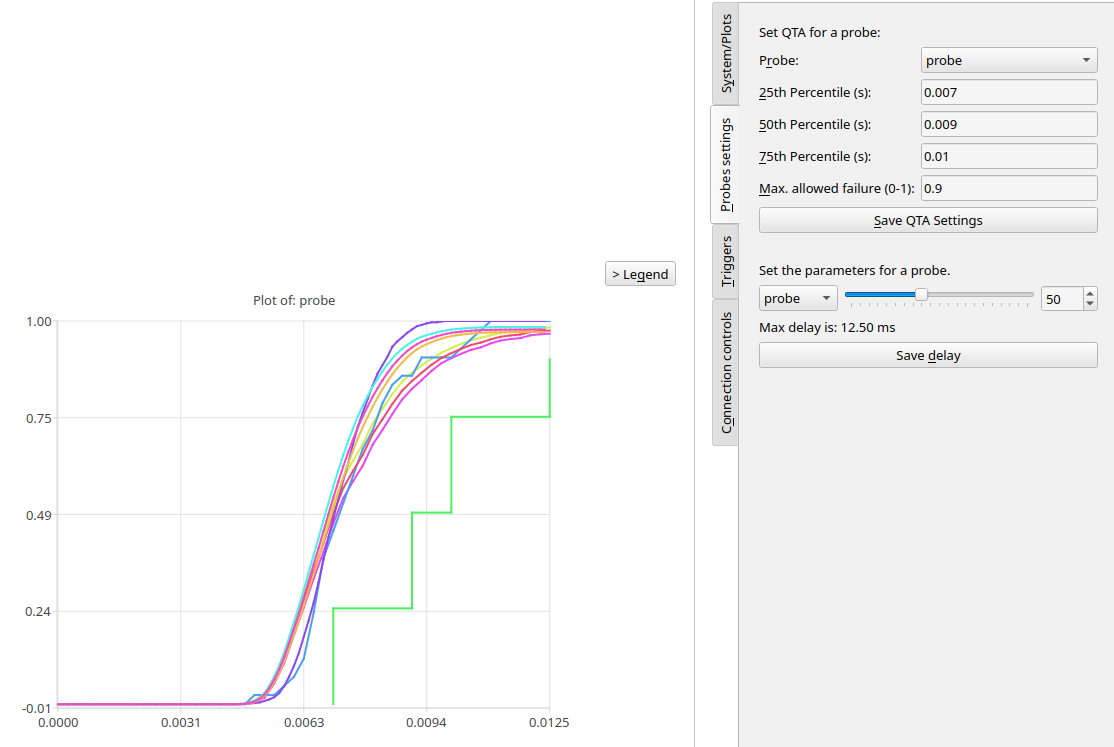 > Legend
Plot of: probe
1.00
0.75
0.49
0.24
-0.01
0.0000
0.0031
0.0063
0.0094
0.0125
System/Plots
Probes settings
Triggers
Connection controls
Set QTA for a probe:
Probe: probe
25th Percentile (s): 0.007
50th Percentile (s): 0.009
75th Percentile (s): 0.01
Max. allowed failure (0-1): 0.9
Save QTA Settings
Set the parameters for a probe.
probe 50
Max delay is: 12.50 ms
Save delay